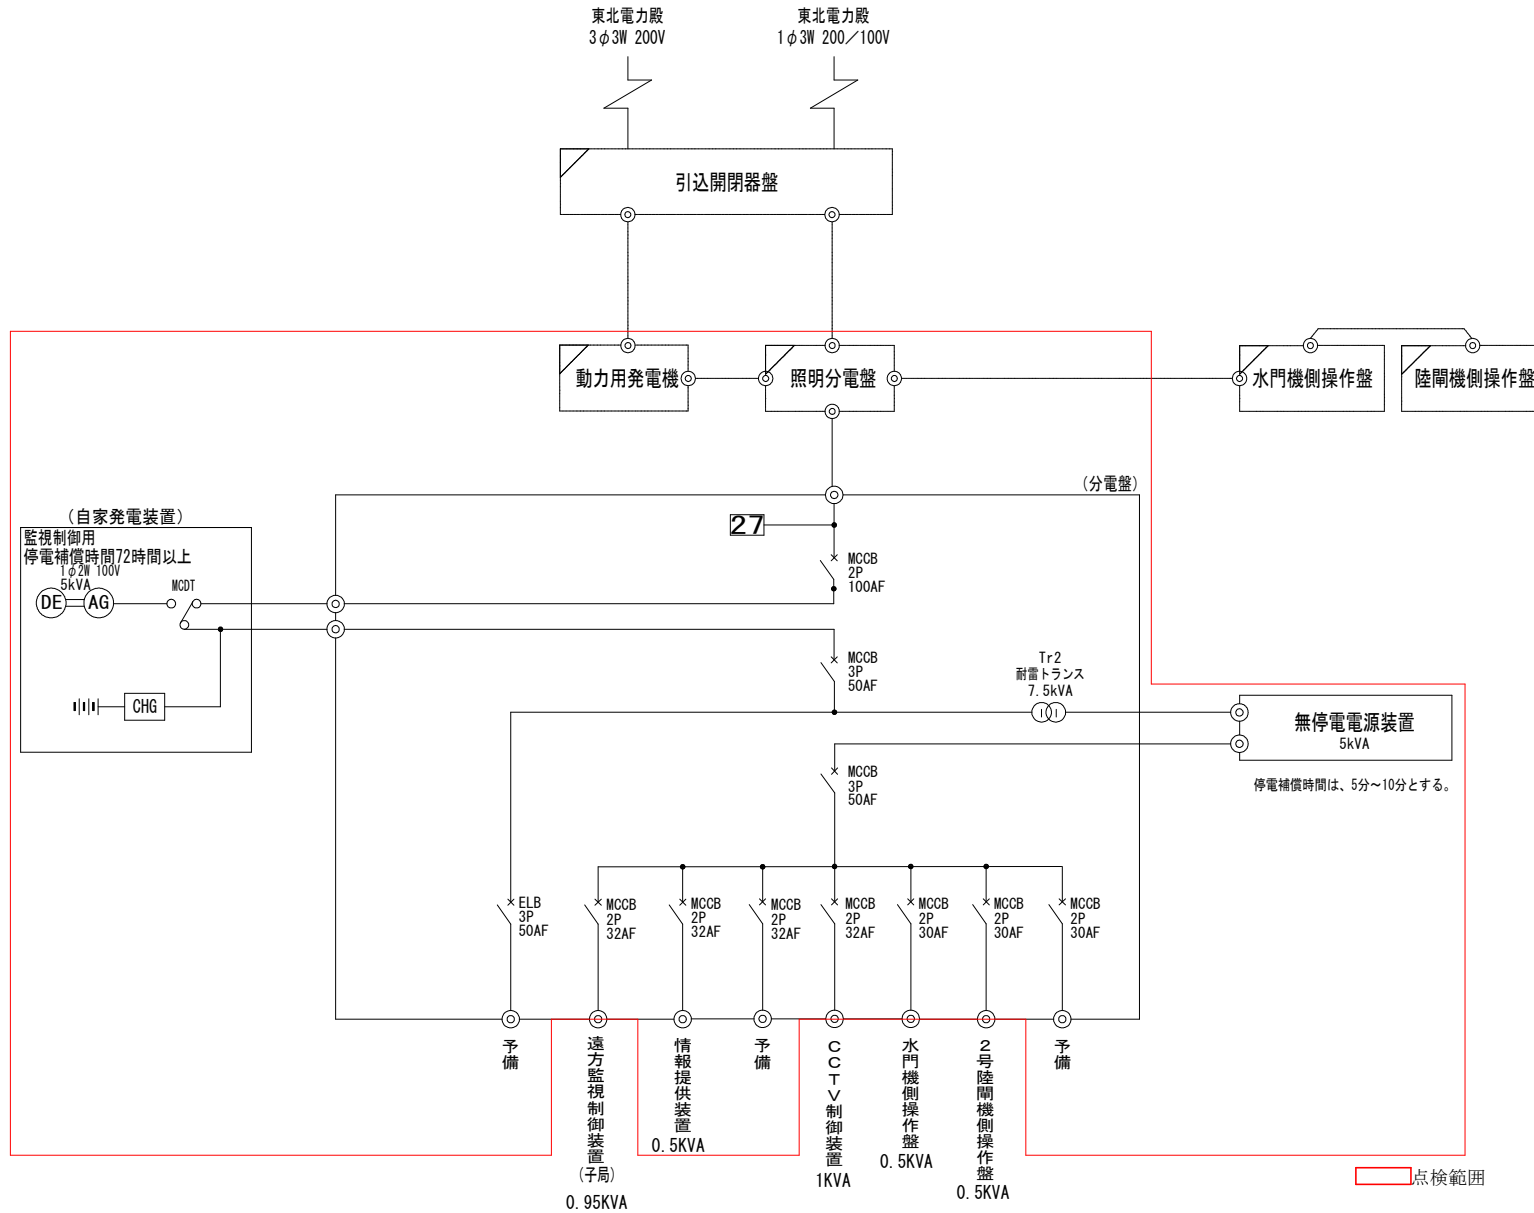 東北電力殿
3φ3W 200V
東北電力殿
1φ3W 200／100V
引込開閉器盤
動力用発電機
照明分電盤
水門機側操作盤
陸閘機側操作盤
(分電盤)
27
MCCB
2P
100AF
(自家発電装置)
監視制御用
停電補償時間72時間以上
1φ2W 100V
5kVA
MCDT
DE
AG
CHG
MCCB
3P
50AF
Tr2
耐雷トランス
7.5kVA
無停電電源装置
5kVA
停電補償時間は、5分～10分とする。
MCCB
3P
50AF
ELB
3P
50AF
MCCB
2P
32AF
MCCB
2P
32AF
MCCB
2P
32AF
MCCB
2P
32AF
MCCB
2P
30AF
MCCB
2P
30AF
MCCB
2P
30AF
予備
遠方監視制御装置
(子局)
0.95KVA
情報提供装置
0.5KVA
予備
CCTV制御装置
1KVA
水門機側操作盤
0.5KVA
2号陸閘機側操作盤
0.5KVA
予備
点検範囲